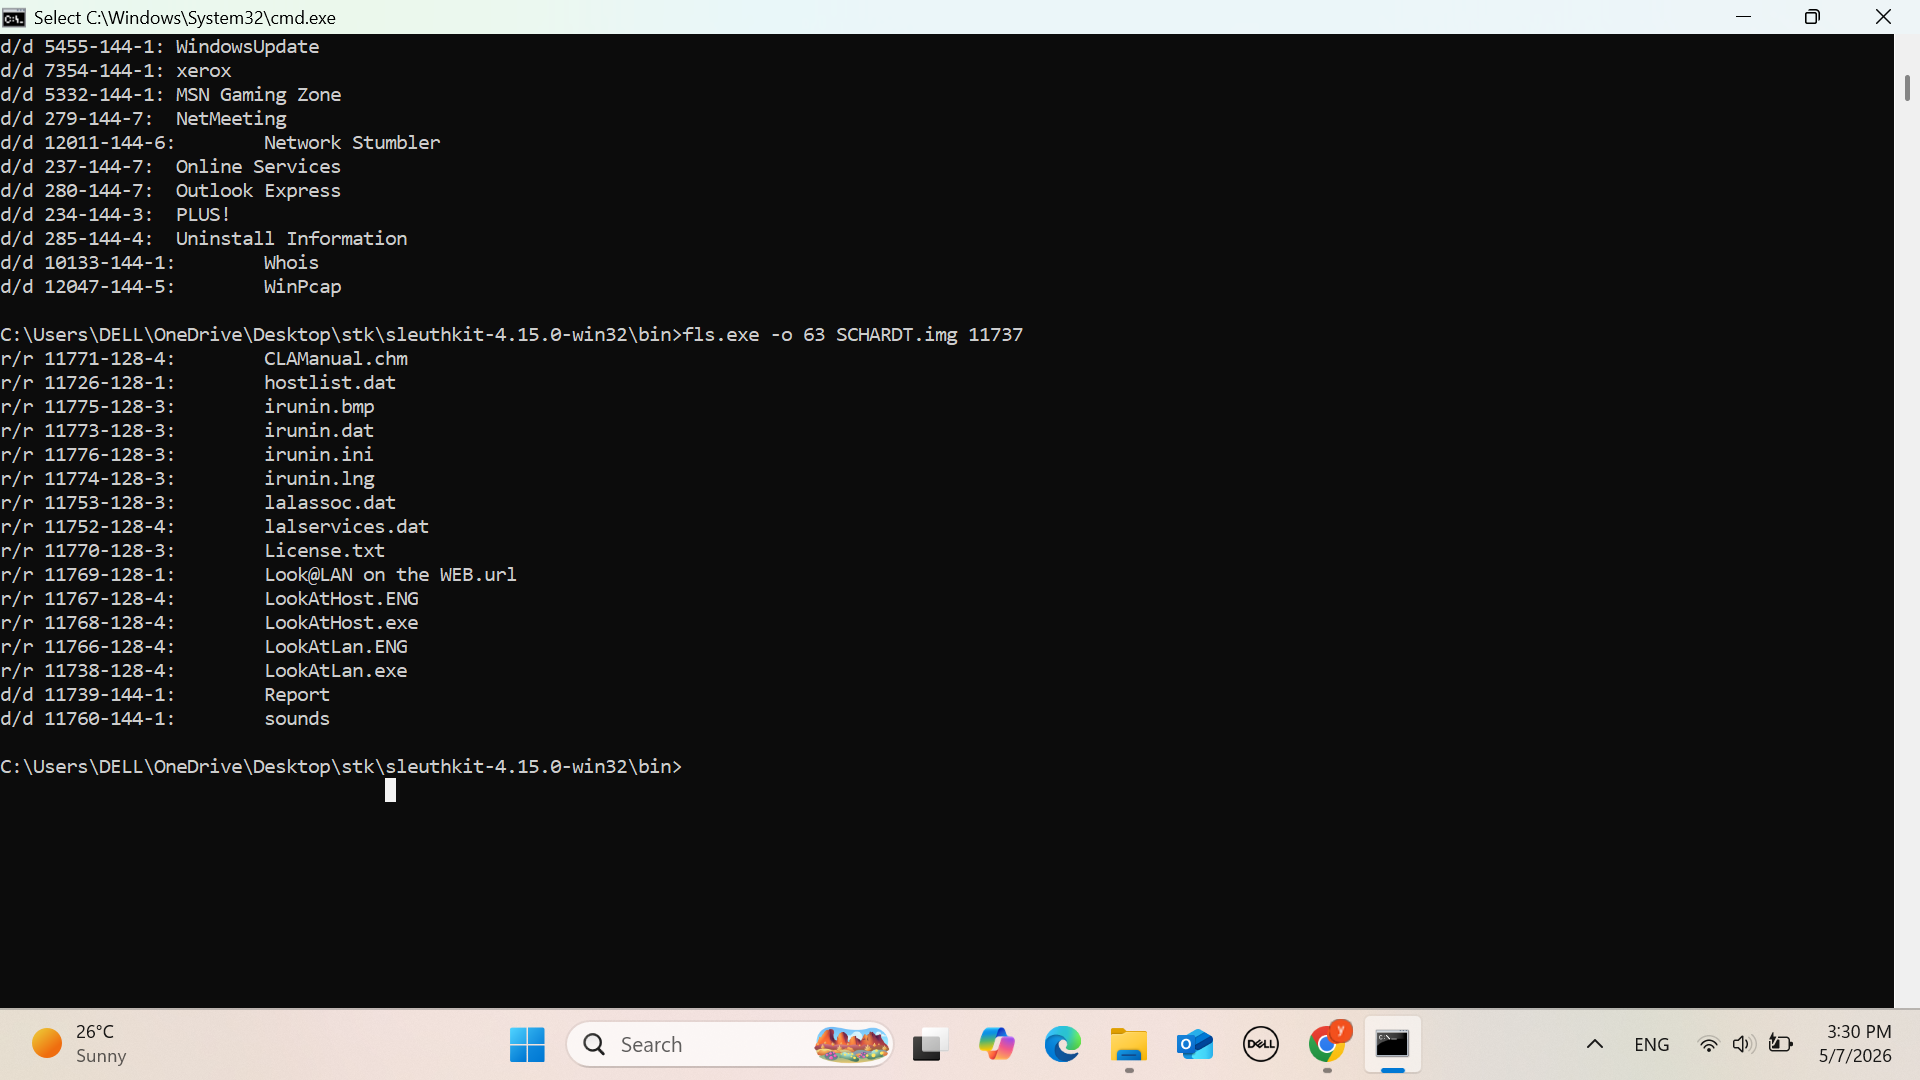 Select C:\Windows\System32\cmd.exe
d/d 5455-144-1: WindowsUpdate
d/d 7354-144-1: xerox
d/d 5332-144-1: MSN Gaming Zone
d/d 279-144-7:  NetMeeting
d/d 12011-144-6:        Network Stumbler
d/d 237-144-7:  Online Services
d/d 280-144-7:  Outlook Express
d/d 234-144-3:  PLUS!
d/d 285-144-4:  Uninstall Information
d/d 10133-144-1:        Whois
d/d 12047-144-5:        WinPcap
C:\Users\DELL\OneDrive\Desktop\stk\sleuthkit-4.15.0-win32\bin>fls.exe -o 63 SCHARDT.img 11737
r/r 11771-128-4:        CLAManual.chm
r/r 11726-128-1:        hostlist.dat
r/r 11775-128-3:        irunin.bmp
r/r 11773-128-3:        irunin.dat
r/r 11776-128-3:        irunin.ini
r/r 11774-128-3:        irunin.lng
r/r 11753-128-3:        lalassoc.dat
r/r 11752-128-4:        lalservices.dat
r/r 11770-128-3:        License.txt
r/r 11769-128-1:        Look@LAN on the WEB.url
r/r 11767-128-4:        LookAtHost.ENG
r/r 11768-128-4:        LookAtHost.exe
r/r 11766-128-4:        LookAtLan.ENG
r/r 11738-128-4:        LookAtLan.exe
d/d 11739-144-1:        Report
d/d 11760-144-1:        sounds
C:\Users\DELL\OneDrive\Desktop\stk\sleuthkit-4.15.0-win32\bin>
26°C
Sunny
Search
DELL
y
ENG
3:30 PM
5/7/2026